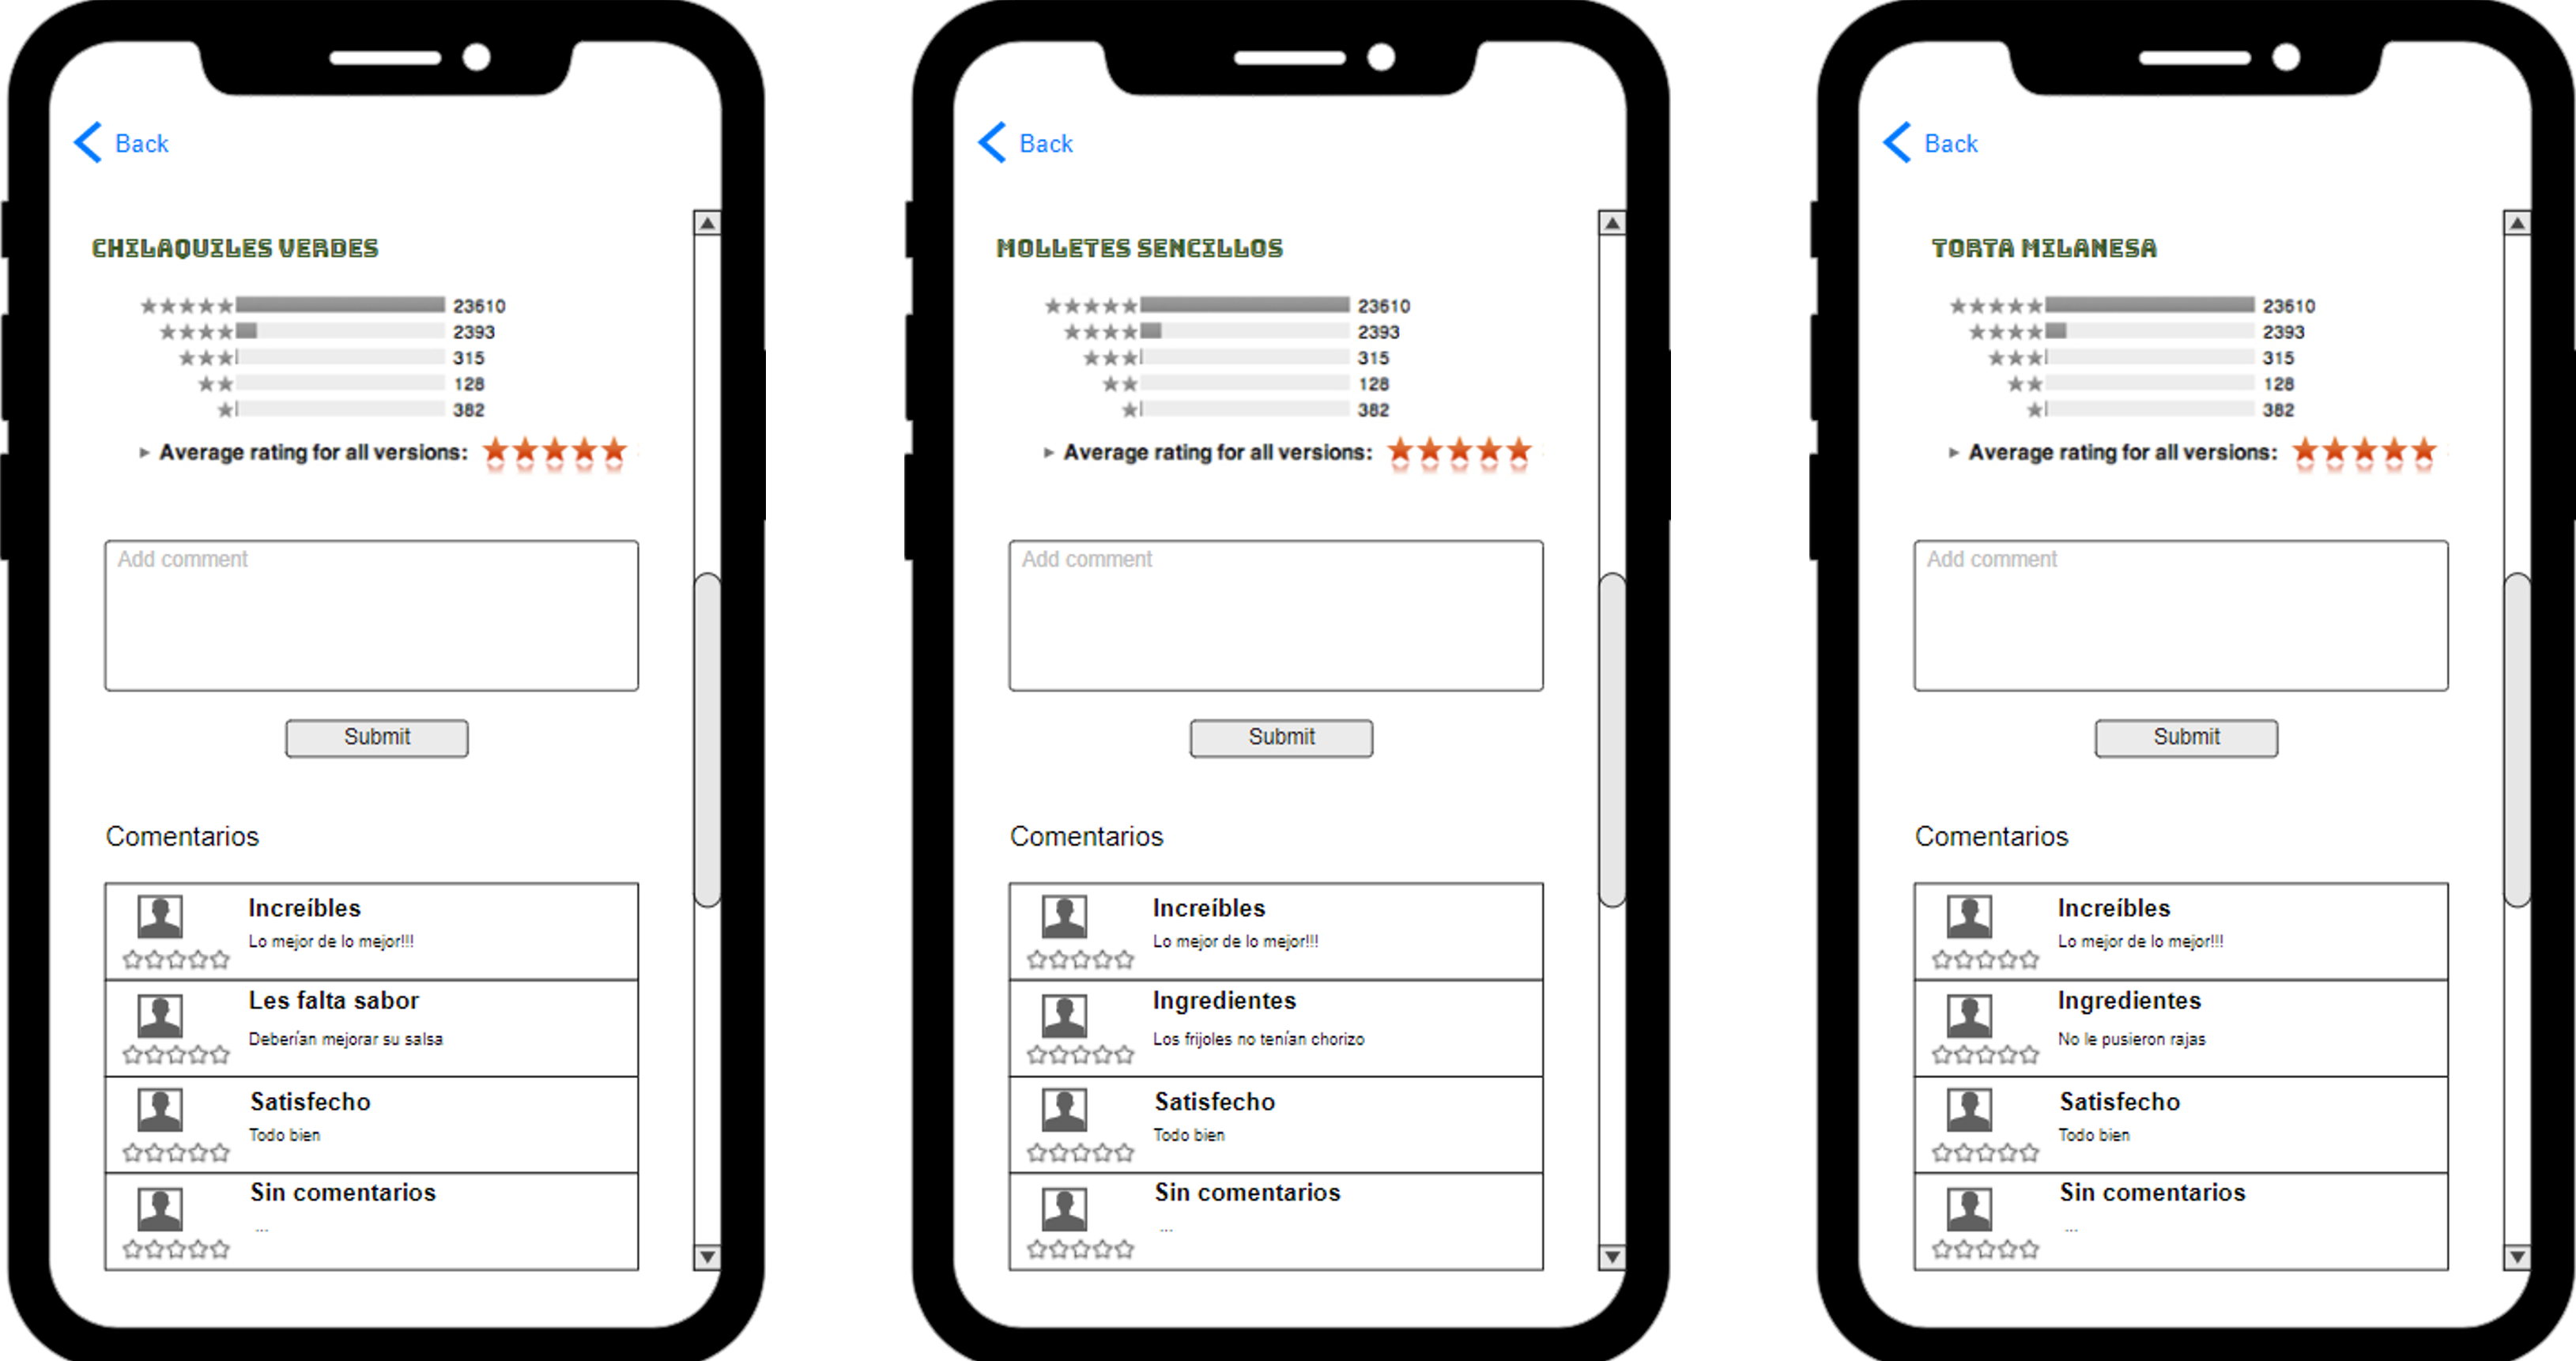 Back
CHILAQUILES VERDES
23610
2393
315
128
382
Average rating for all versions:
Add comment
Submit
Comentarios
Increíbles
Lo mejor de lo mejor!!!
Les falta sabor
Deberían mejorar su salsa
Satisfecho
Todo bien
Sin comentarios
...
Back
MOLLETES SENCILLOS
23610
2393
315
128
382
Average rating for all versions:
Add comment
Submit
Comentarios
Increíbles
Lo mejor de lo mejor!!!
Ingredientes
Los frijoles no tenían chorizo
Satisfecho
Todo bien
Sin comentarios
...
Back
TORTA MILANESA
23610
2393
315
128
382
Average rating for all versions:
Add comment
Submit
Comentarios
Increíbles
Lo mejor de lo mejor!!!
Ingredientes
No le pusieron rajas
Satisfecho
Todo bien
Sin comentarios
...